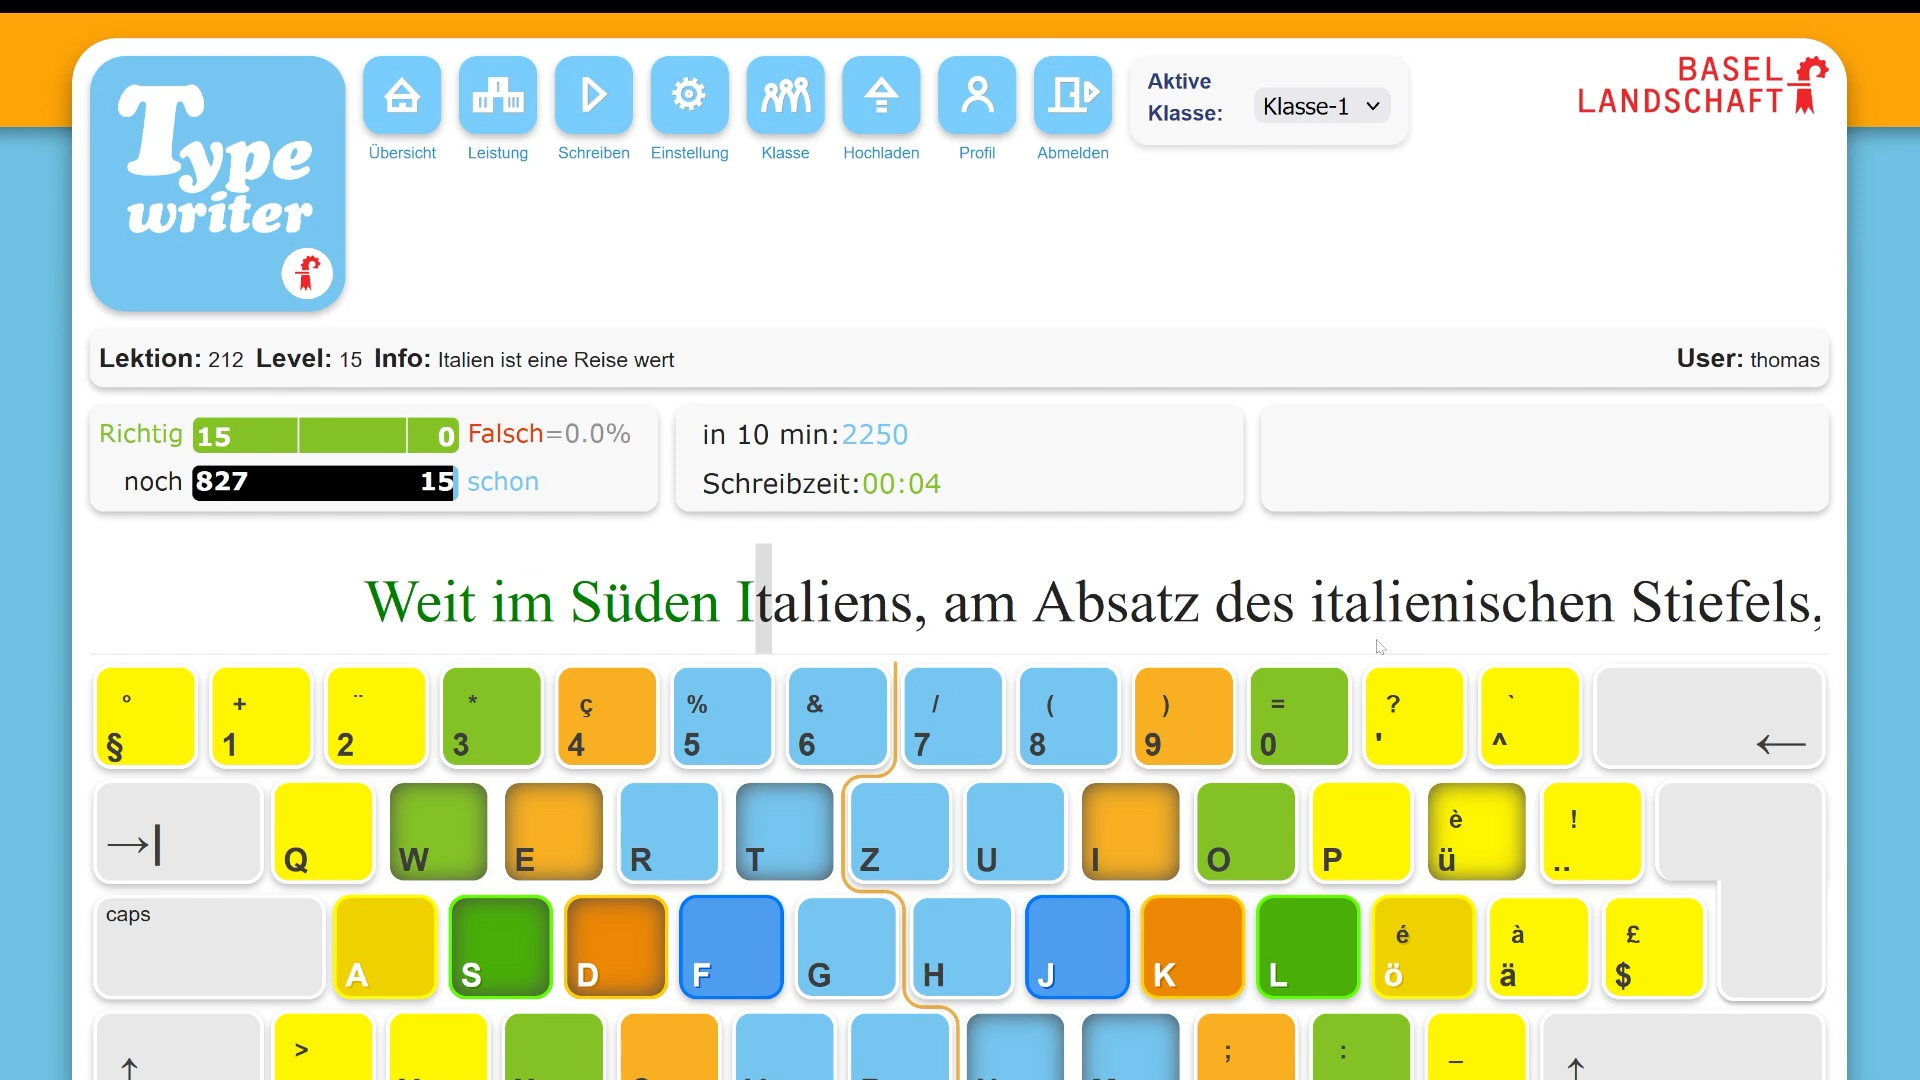 Type
writer
Übersicht
Leistung
Schreiben
Einstellung
Klasse
Hochladen
Profil
Abmelden
Aktive
Klasse:
Klasse-1
BASEL
LANDSCHAFT
Lektion: 212 Level: 15 Info: Italien ist eine Reise wert
User: thomas
Richtig 15 0 Falsch=0.0%
noch 827 15 schon
in 10 min:2250
Schreibzeit:00:04
Weit im Süden Italiens, am Absatz des italienischen Stiefels,
° + ¨ * ç % & / ( ) = ? `
§ 1 2 3 4 5 6 7 8 9 0 ' ^ ←
è !
→| Q W E R T Z U I O P ü ¨
caps é à £
A S D F G H J K L ö ä $
> ; : _
↑ ↑